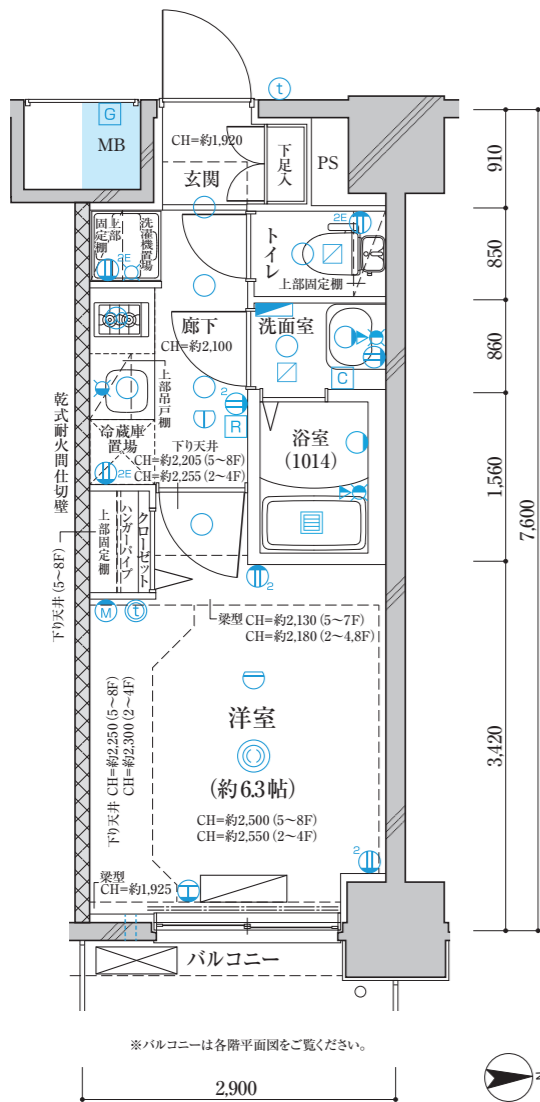 t
G
MB
CH=約1,920
玄関
下足入
PS
910
上部固定棚
洗濯機置場
2E
トイレ
2E
上部固定棚
850
廊下
CH=約2,100
洗面室
C
860
上部吊戸棚
2
R
冷蔵庫置場
2E
下り天井
CH=約2,205(5〜8F)
CH=約2,255(2〜4F)
浴室
(1014)
1,560
7,600
乾式耐火間仕切壁
下り天井(5〜8F)
上部固定棚
ハンガーパイプ
クローゼット
M
t
2
梁型 CH=約2,130(5〜7F)
CH=約2,180(2〜4,8F)
洋室
(約6.3帖)
CH=約2,500(5〜8F)
CH=約2,550(2〜4F)
下り天井 CH=約2,250(5〜8F)
CH=約2,300(2〜4F)
3,420
2
梁型
CH=約1,925
バルコニー
※バルコニーは各階平面図をご覧ください。
2,900
N